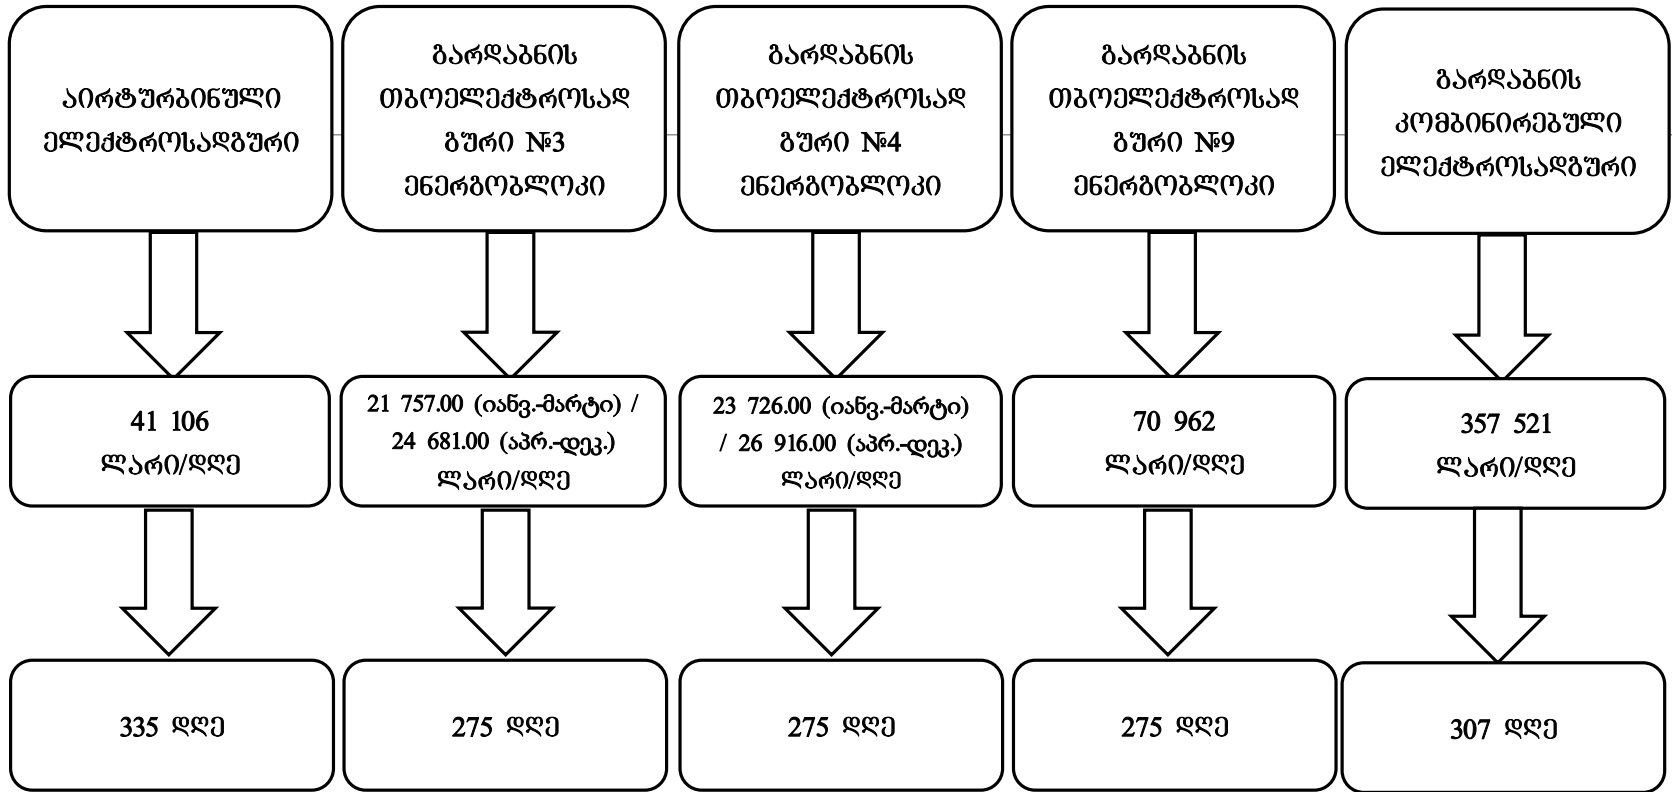 აირტურბინული
ელექტროსადგური
გარდაბნის
თბოელექტროსად
გური №3
ენერგობლოკი
გარდაბნის
თბოელექტროსად
გური №4
ენერგობლოკი
გარდაბნის
თბოელექტროსად
გური №9
ენერგობლოკი
გარდაბნის
კომბინირებული
ელექტროსადგური
41 106
ლარი/დღე
21 757.00 (იანვ.-მარტი) /
24 681.00 (აპრ.-დეკ.)
ლარი/დღე
23 726.00 (იანვ.-მარტი)
/ 26 916.00 (აპრ.-დეკ.)
ლარი/დღე
70 962
ლარი/დღე
357 521
ლარი/დღე
335 დღე
275 დღე
275 დღე
275 დღე
307 დღე